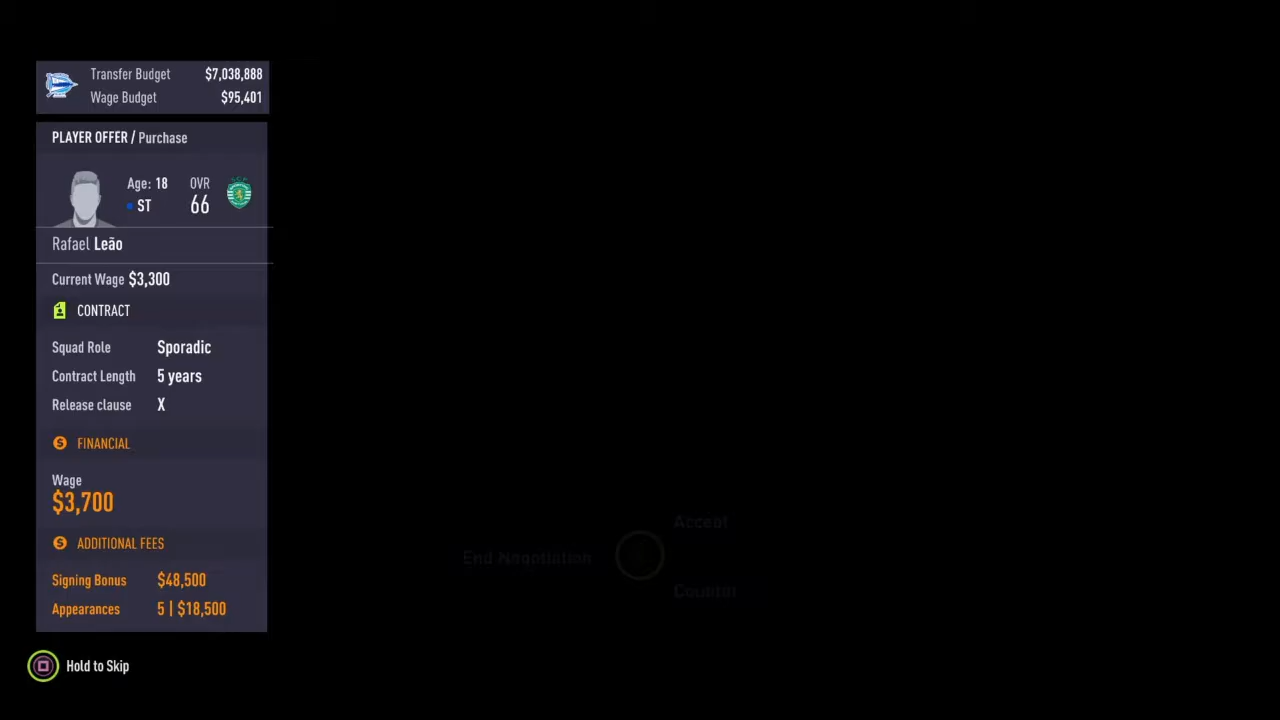 Transfer Budget $7,038,888
Wage Budget $95,401
PLAYER OFFER / Purchase
Age: 18 OVR
ST 66
Rafael Leão
Current Wage $3,300
CONTRACT
Squad Role Sporadic
Contract Length 5 years
Release clause X
FINANCIAL
Wage
$3,700
ADDITIONAL FEES
Signing Bonus $48,500
Appearances 5 | $18,500
Accept
End Negotiation
Counter
Hold to Skip